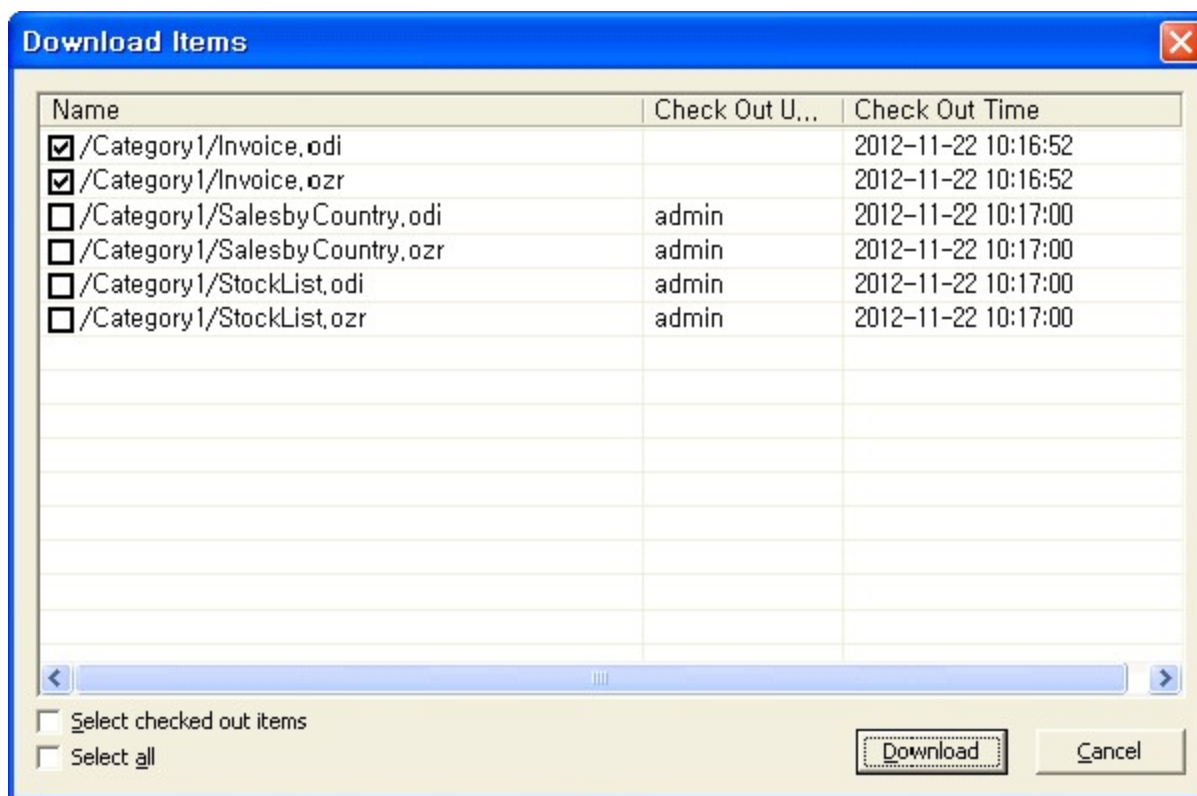 Download Items
Name Check Out U... Check Out Time
/Category1/Invoice.odi 2012-11-22 10:16:52
/Category1/Invoice.ozr 2012-11-22 10:16:52
/Category1/SalesbyCountry.odi admin 2012-11-22 10:17:00
/Category1/SalesbyCountry.ozr admin 2012-11-22 10:17:00
/Category1/StockList.odi admin 2012-11-22 10:17:00
/Category1/StockList.ozr admin 2012-11-22 10:17:00
Select checked out items
Select all
Download Cancel